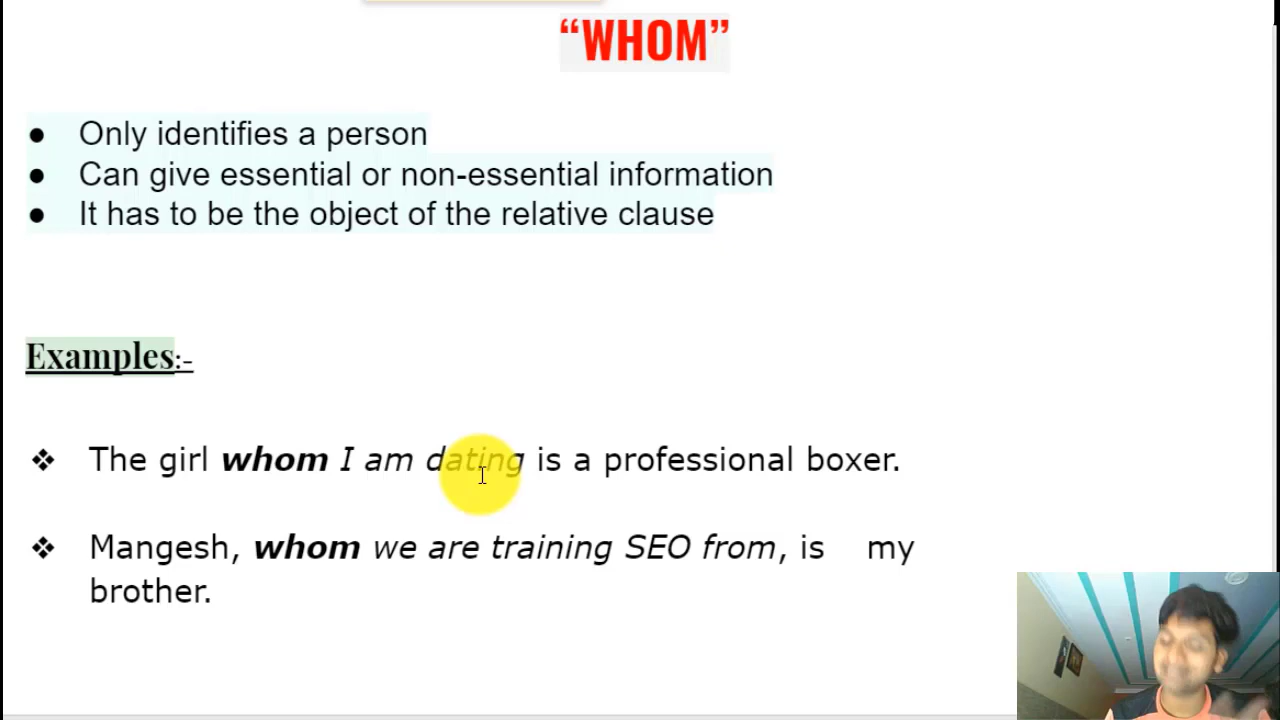 “WHOM”
● Only identifies a person
● Can give essential or non-essential information
● It has to be the object of the relative clause
Examples:-
❖ The girl whom I am dating is a professional boxer.
❖ Mangesh, whom we are training SEO from, is my
brother.